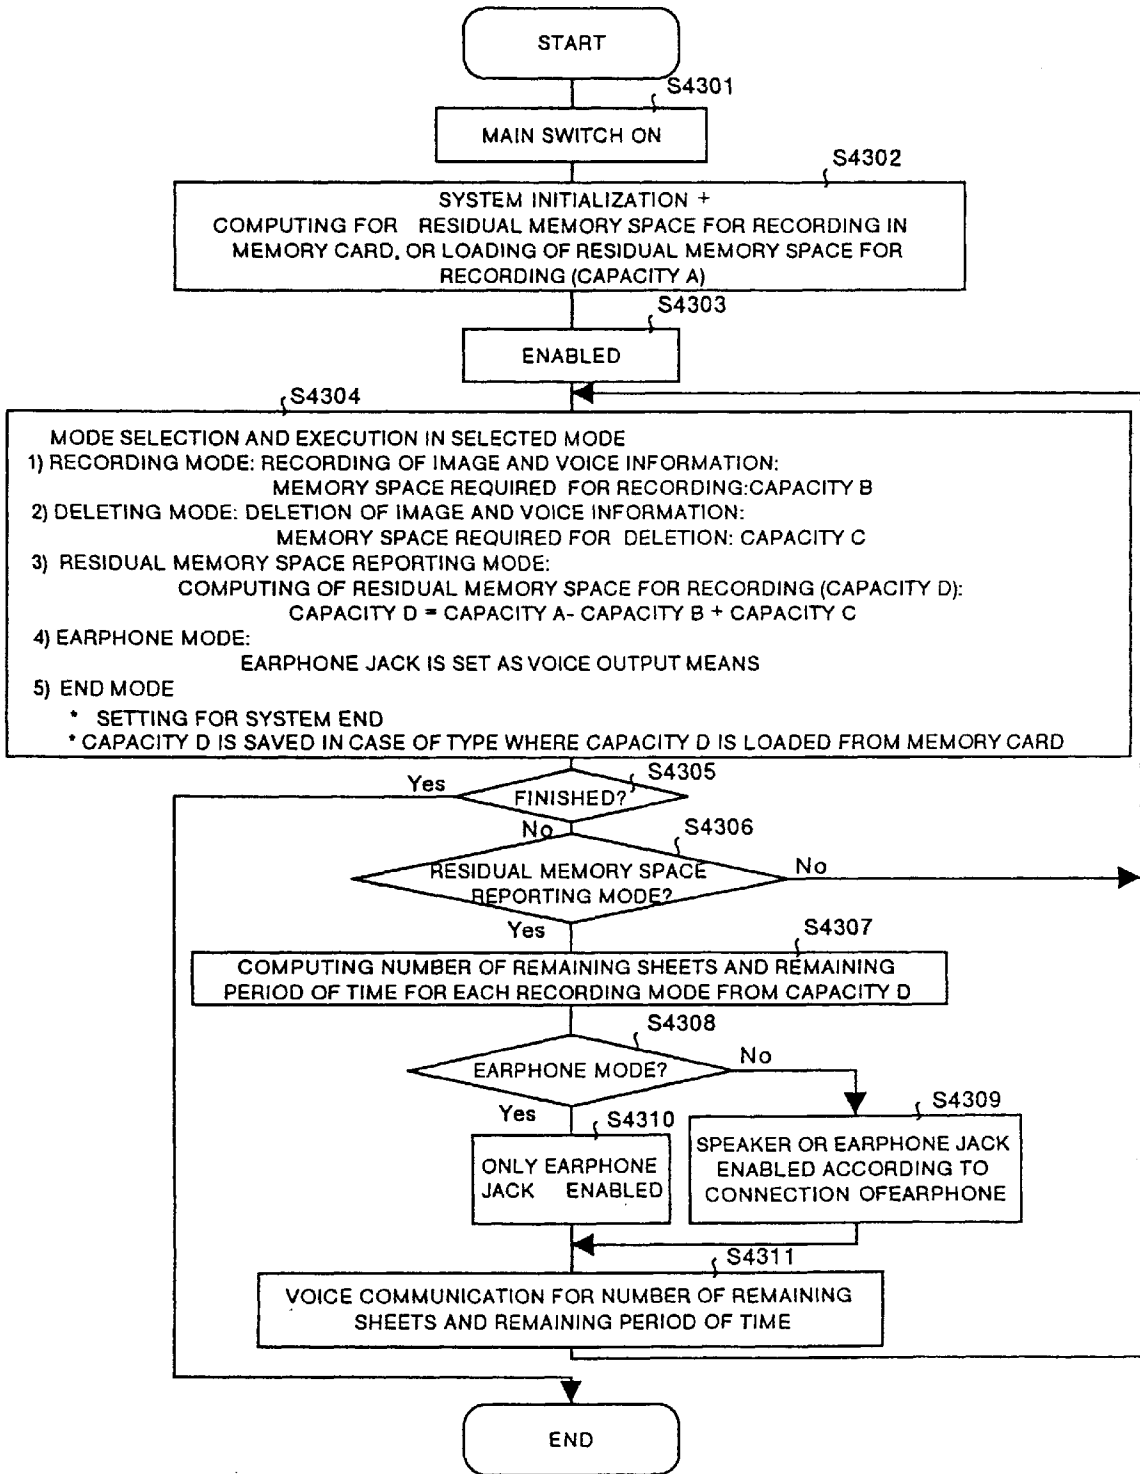 START
S4301
MAIN SWITCH ON
S4302
SYSTEM INITIALIZATION +
COMPUTING FOR RESIDUAL MEMORY SPACE FOR RECORDING IN
MEMORY CARD, OR LOADING OF RESIDUAL MEMORY SPACE FOR
RECORDING (CAPACITY A)
S4303
ENABLED
S4304
MODE SELECTION AND EXECUTION IN SELECTED MODE
1) RECORDING MODE: RECORDING OF IMAGE AND VOICE INFORMATION:
MEMORY SPACE REQUIRED FOR RECORDING:CAPACITY B
2) DELETING MODE: DELETION OF IMAGE AND VOICE INFORMATION:
MEMORY SPACE REQUIRED FOR DELETION: CAPACITY C
3) RESIDUAL MEMORY SPACE REPORTING MODE:
COMPUTING OF RESIDUAL MEMORY SPACE FOR RECORDING (CAPACITY D):
CAPACITY D = CAPACITY A- CAPACITY B + CAPACITY C
4) EARPHONE MODE:
EARPHONE JACK IS SET AS VOICE OUTPUT MEANS
5) END MODE
* SETTING FOR SYSTEM END
* CAPACITY D IS SAVED IN CASE OF TYPE WHERE CAPACITY D IS LOADED FROM MEMORY CARD
S4305
Yes
FINISHED?
No
S4306
RESIDUAL MEMORY SPACE
REPORTING MODE?
No
Yes
S4307
COMPUTING NUMBER OF REMAINING SHEETS AND REMAINING
PERIOD OF TIME FOR EACH RECORDING MODE FROM CAPACITY D
S4308
EARPHONE MODE?
No
Yes
S4310
ONLY EARPHONE
JACK ENABLED
S4309
SPEAKER OR EARPHONE JACK
ENABLED ACCORDING TO
CONNECTION OFEARPHONE
S4311
VOICE COMMUNICATION FOR NUMBER OF REMAINING
SHEETS AND REMAINING PERIOD OF TIME
END